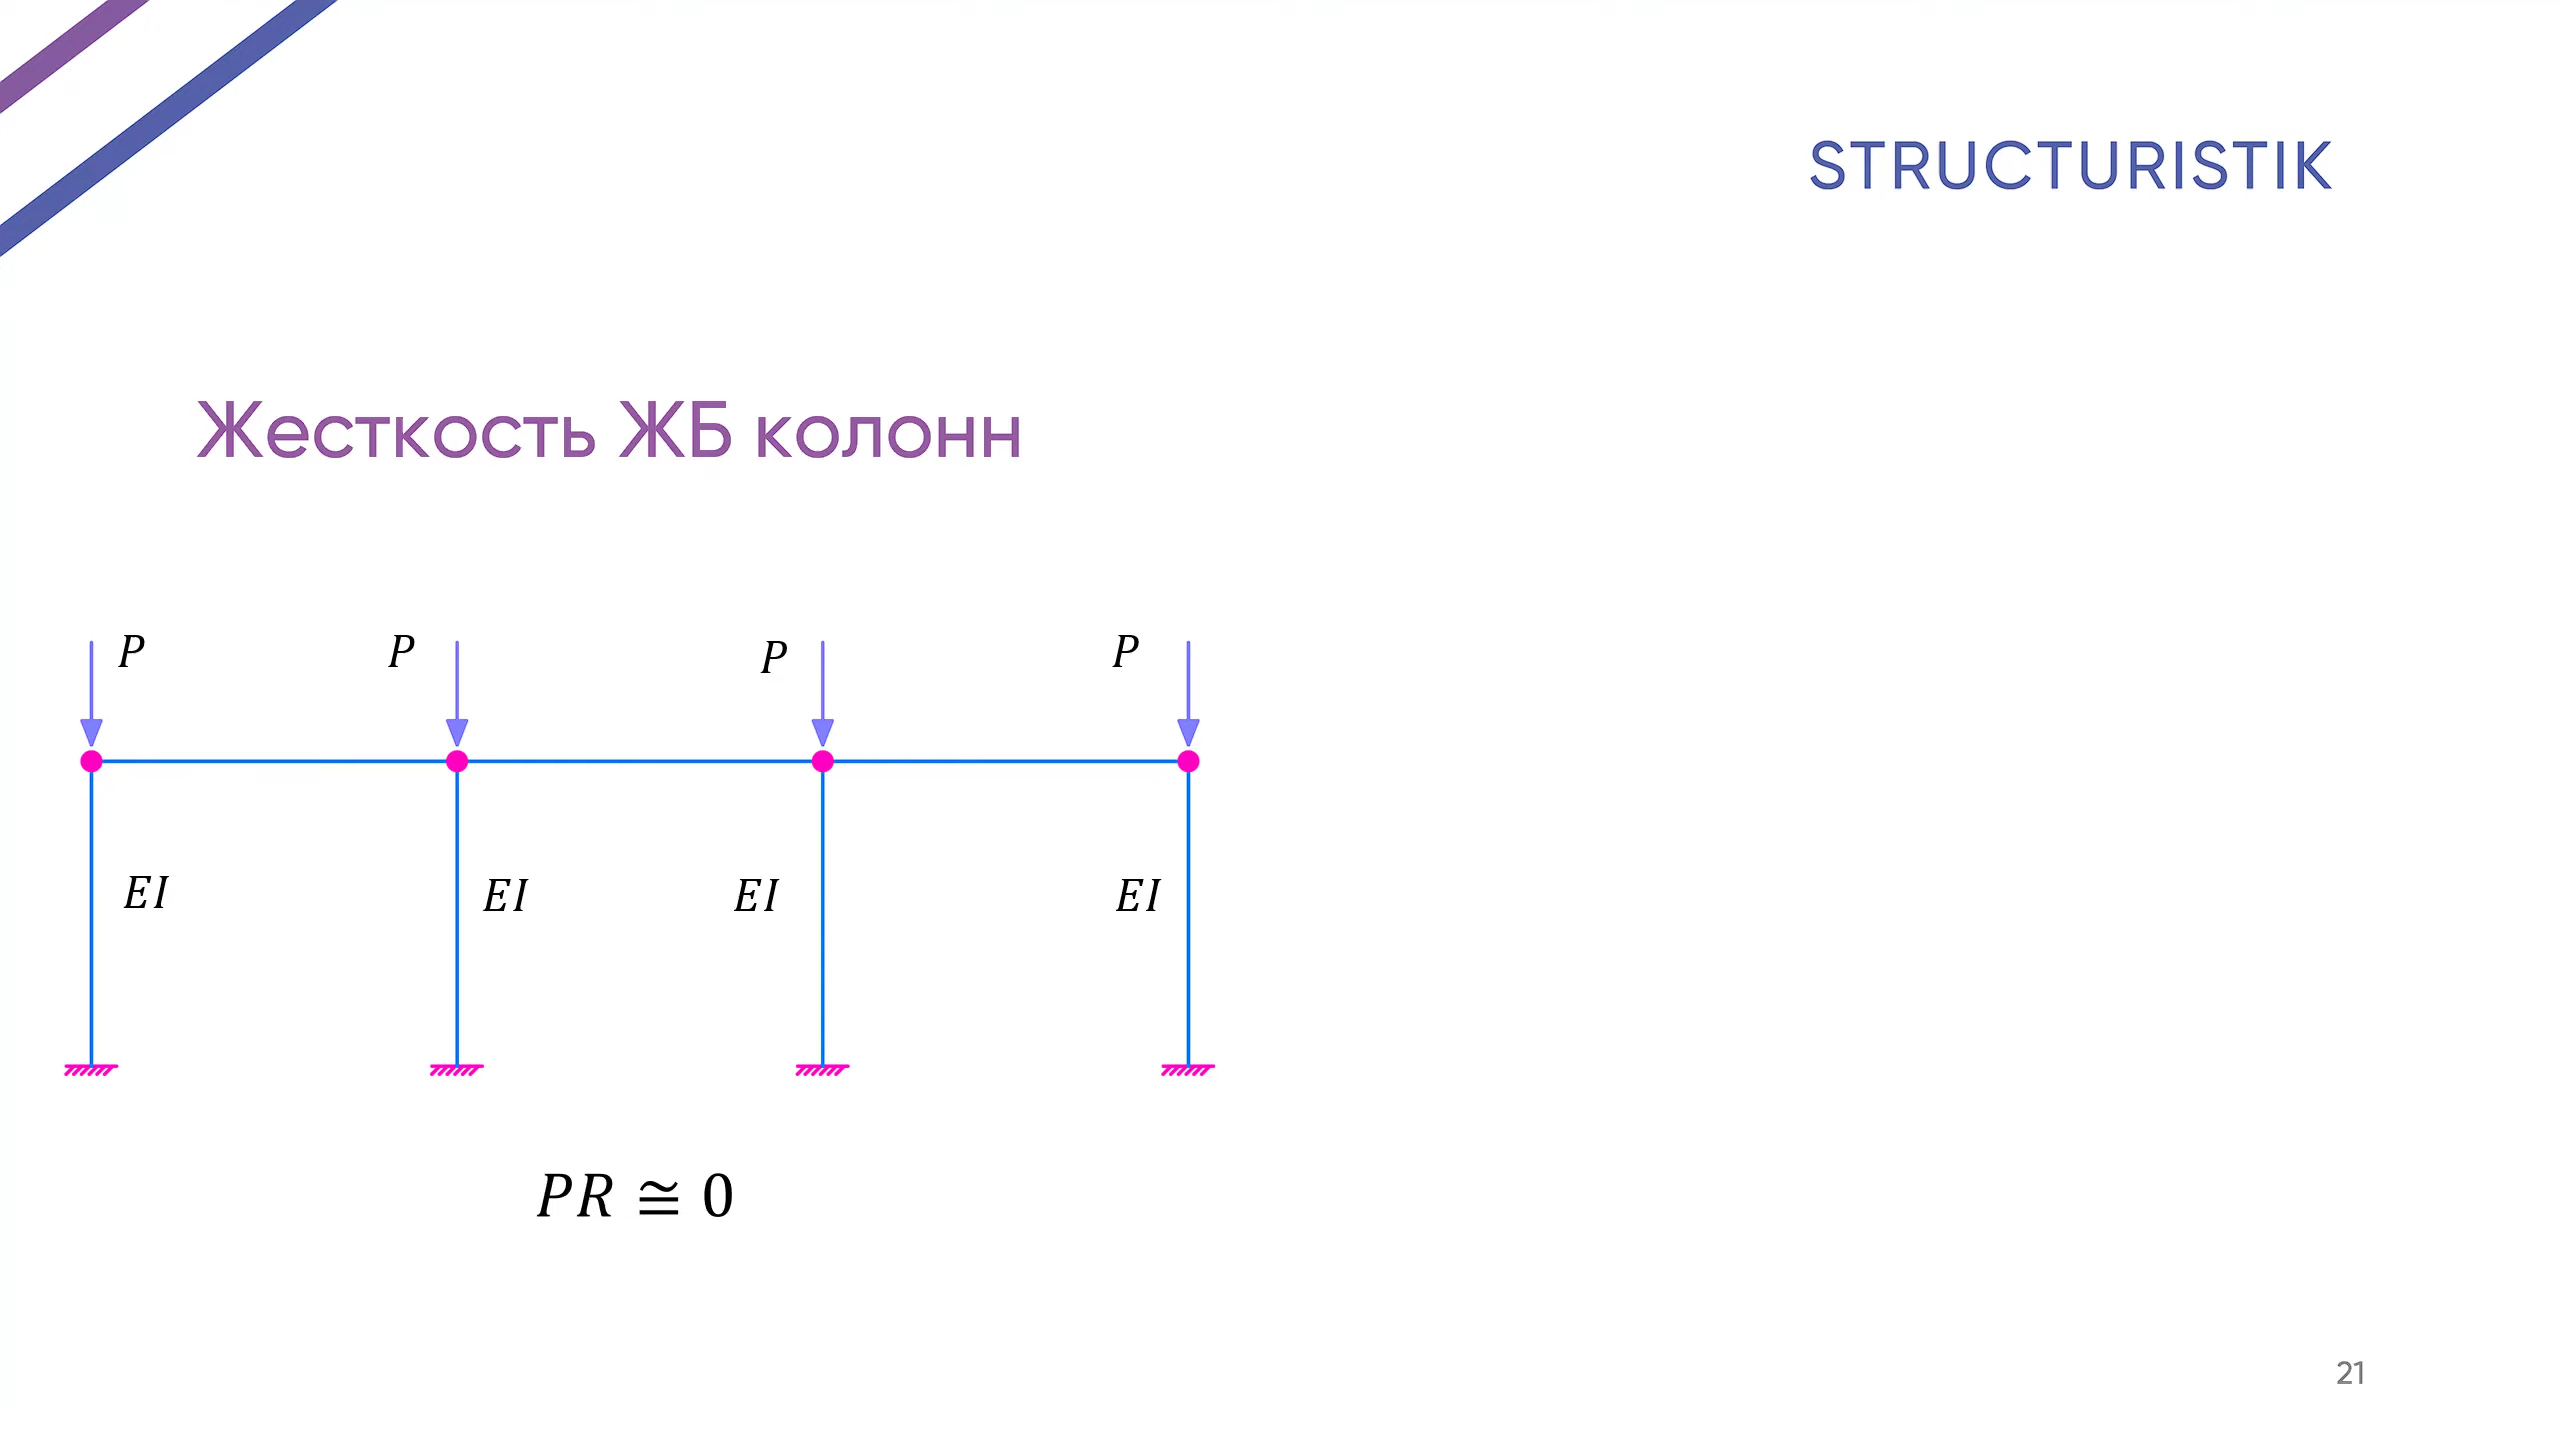 STRUCTURISTIK
Жесткость ЖБ колонн
P P P P
EI EI EI EI
PR ≅ 0
21